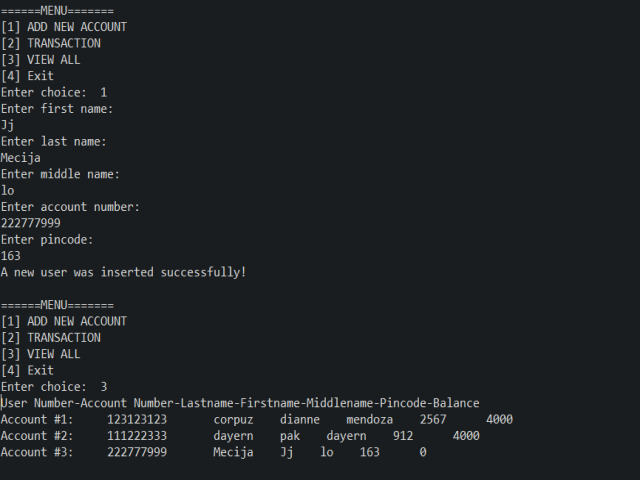 ======MENU=======
[1] ADD NEW ACCOUNT
[2] TRANSACTION
[3] VIEW ALL
[4] Exit
Enter choice:  1
Enter first name:
Jj
Enter last name:
Mecija
Enter middle name:
lo
Enter account number:
222777999
Enter pincode:
163
A new user was inserted successfully!

======MENU=======
[1] ADD NEW ACCOUNT
[2] TRANSACTION
[3] VIEW ALL
[4] Exit
Enter choice:  3
User Number-Account Number-Lastname-Firstname-Middlename-Pincode-Balance
Account #1:     123123123       corpuz    dianne    mendoza    2567      4000
Account #2:     111222333       dayern    pak    dayern    912      4000
Account #3:     222777999       Mecija    Jj    lo    163      0